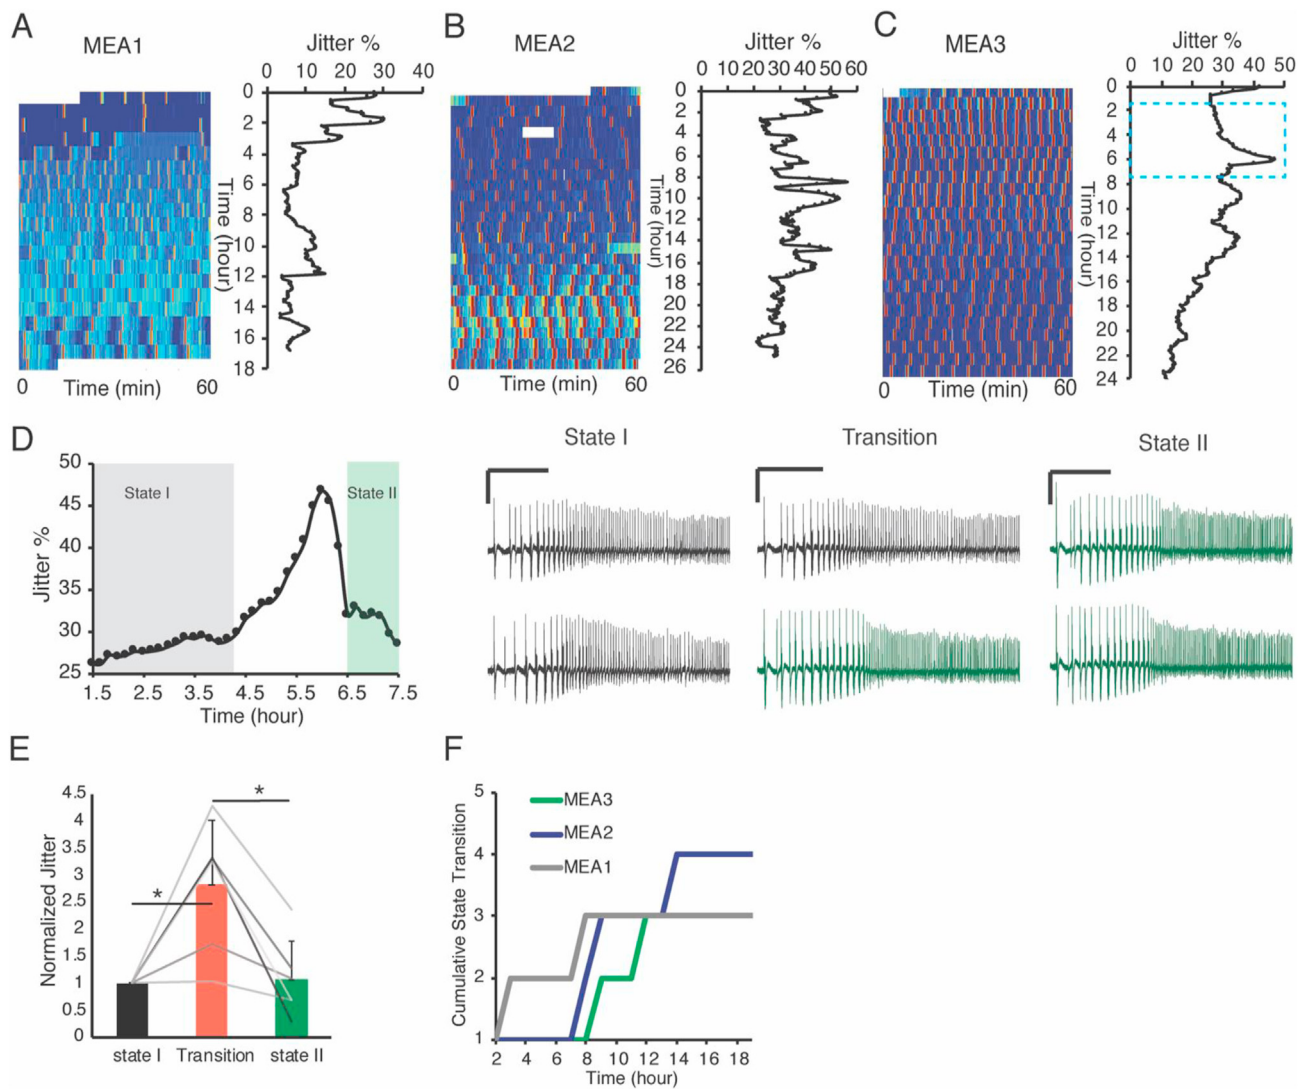 A
MEA1
Jitter %
0 10 20 30 40
0
2
4
6
8
10
12
14
16
18
Time (hour)
0 Time (min) 60
B
MEA2
Jitter %
0 10 20 30 40 50 60
0
2
4
6
8
10
12
14
16
18
20
22
24
26
Time (hour)
0 Time (min) 60
C
MEA3
Jitter %
0 10 20 30 40 50
0
2
4
6
8
10
12
14
16
18
20
22
24
Time (hour)
0 Time (min) 60
D
Jitter %
50
45
40
35
30
25
State I
State II
1.5 2.5 3.5 4.5 5.5 6.5 7.5
Time (hour)
State I
Transition
State II
E
Normalized Jitter
4.5
4
3.5
3
2.5
2
1.5
1
0.5
0
*
*
state I Transition state II
F
Cumulative State Transition
5
4
3
2
1
MEA3
MEA2
MEA1
2 4 6 8 10 12 14 16 18
Time (hour)